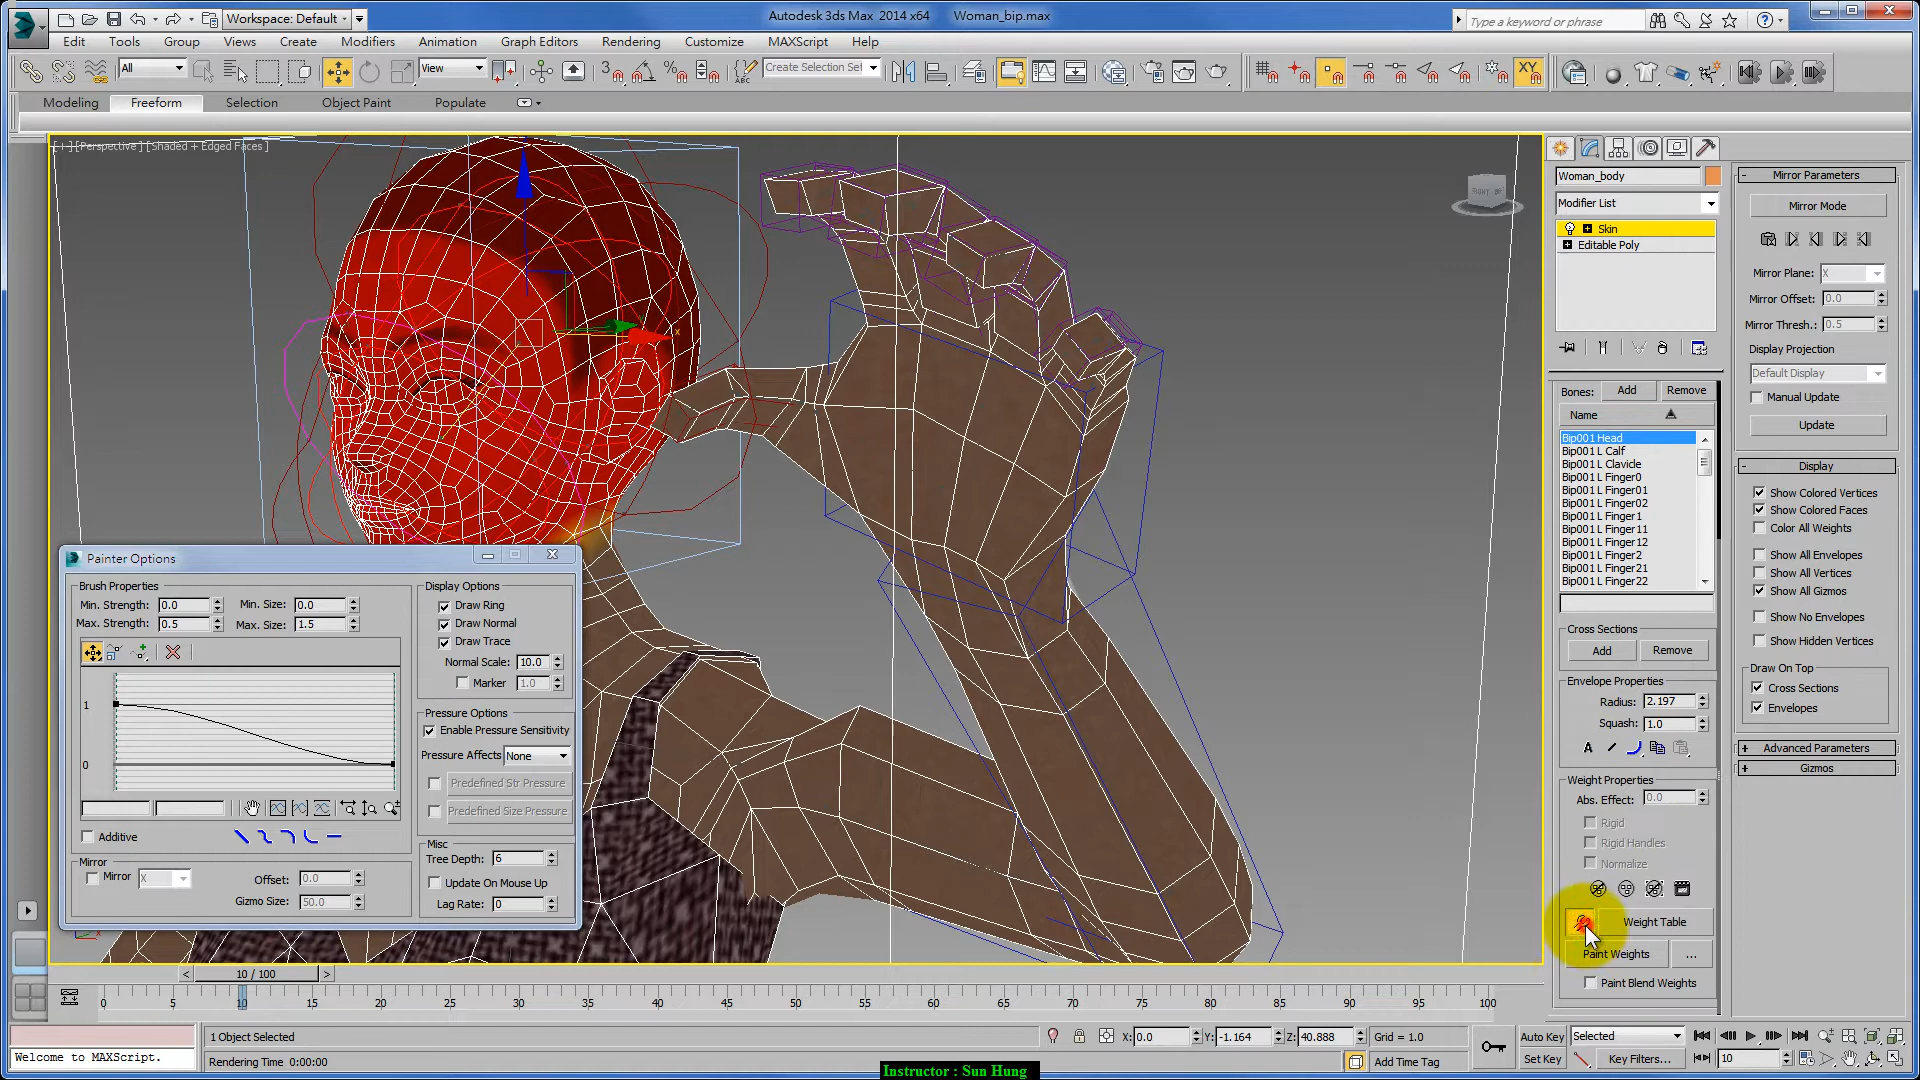 Workspace: Default
Autodesk 3ds Max 2014 x64 Woman_bip.max
Type a keyword or phrase
Edit Tools Group Views Create Modifiers Animation Graph Editors Rendering Customize MAXScript Help
All
View
Create Selection Set
XY
Modeling Freeform Selection Object Paint Populate
[+][Perspective][Shaded + Edged Faces]
Painter Options
Brush Properties
Min. Strength: 0.0 Min. Size: 0.0
Max. Strength: 0.5 Max. Size: 1.5
1
0
Additive
Mirror
Mirror X Offset: 0.0
Gizmo Size: 50.0
Display Options
Draw Ring
Draw Normal
Draw Trace
Normal Scale: 10.0
Marker 1.0
Pressure Options
Enable Pressure Sensitivity
Pressure Affects None
Predefined Str Pressure
Predefined Size Pressure
Misc
Tree Depth: 6
Update On Mouse Up
Lag Rate: 0
Woman_body
Modifier List
Skin
Editable Poly
Bones: Add Remove
Name
Bip001 Head
Bip001 L Calf
Bip001 L Clavicle
Bip001 L Finger0
Bip001 L Finger01
Bip001 L Finger02
Bip001 L Finger1
Bip001 L Finger11
Bip001 L Finger12
Bip001 L Finger2
Bip001 L Finger21
Bip001 L Finger22
Cross Sections
Add Remove
Envelope Properties
Radius: 2.197
Squash: 1.0
A
Weight Properties
Abs. Effect: 0.0
Rigid
Rigid Handles
Normalize
Weight Table
Paint Weights ...
Paint Blend Weights
Mirror Parameters
Mirror Mode
Mirror Plane: X
Mirror Offset: 0.0
Mirror Thresh.: 0.5
Display Projection
Default Display
Manual Update
Update
Display
Show Colored Vertices
Show Colored Faces
Color All Weights
Show All Envelopes
Show All Vertices
Show All Gizmos
Show No Envelopes
Show Hidden Vertices
Draw On Top
Cross Sections
Envelopes
Advanced Parameters
Gizmos
< 10 / 100 >
0 5 10 15 20 25 30 35 40 45 50 55 60 65 70 75 80 85 90 95 100
1 Object Selected
X: 0.0 Y: -1.164 Z: 40.888 Grid = 1.0
Auto Key Selected
Welcome to MAXScript.
Rendering Time 0:00:00
Add Time Tag
Set Key Key Filters... 10
Instructor : Sun Hung